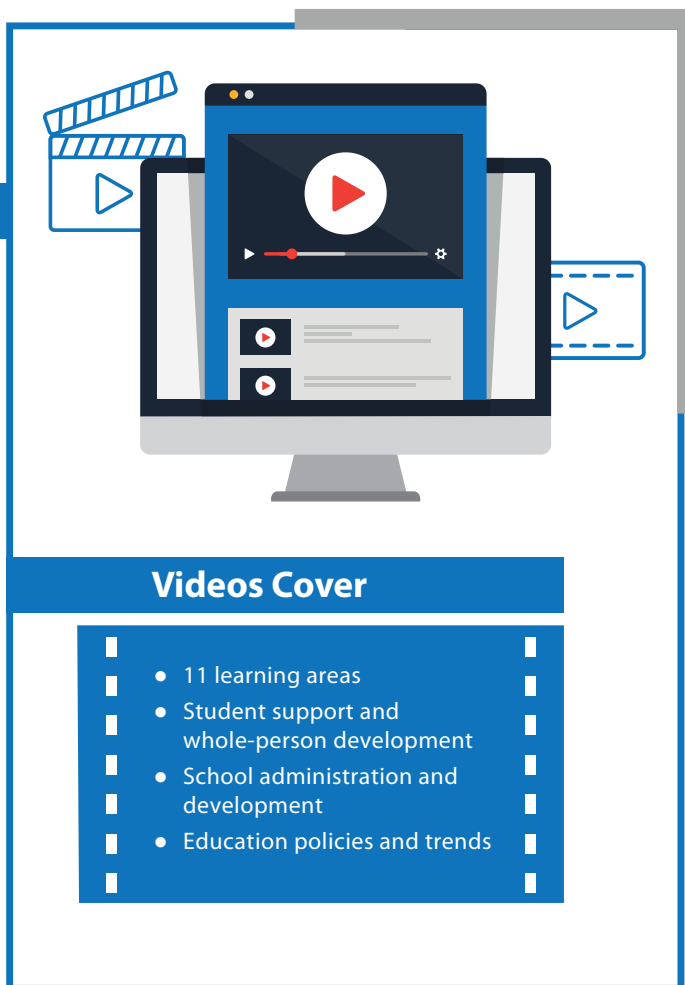 Videos Cover
● 11 learning areas
● Student support and
whole-person development
● School administration and
development
● Education policies and trends